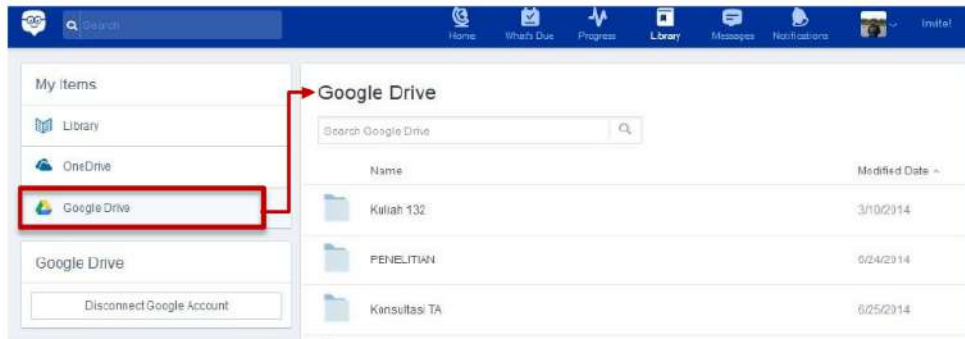 Search
Home
What's Due
Progress
Library
Messages
Notifications
Invite!
My Items
Library
OneDrive
Google Drive
Google Drive
Disconnect Google Account
Google Drive
Search Google Drive
Name Modified Date
Kuliah 132 3/10/2014
PENELITIAN 6/24/2014
Konsultasi TA 6/25/2014